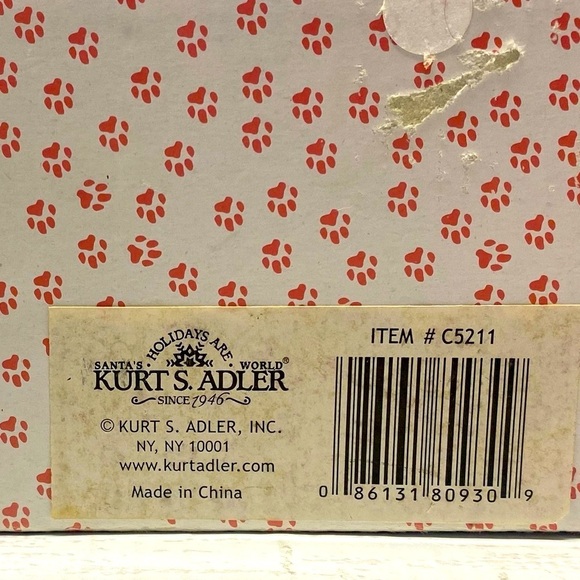 HOLIDAYS ARE
SANTA'S WORLD®
KURT S. ADLER
SINCE 1946
© KURT S. ADLER, INC.
NY, NY 10001
www.kurtadler.com
Made in China
ITEM # C5211
0 86131 80930 9